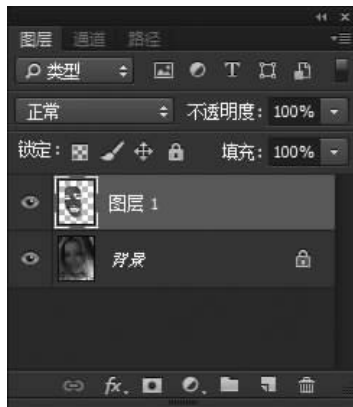 图层 通道 路径
类型 T
正常 不透明度: 100%
锁定: 填充: 100%
图层 1
背景
fx.